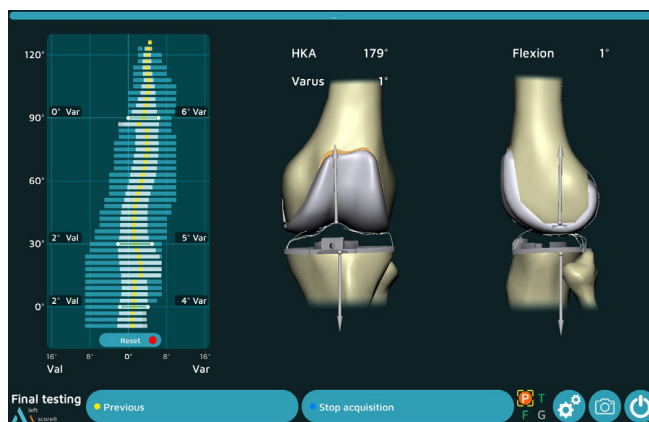 HKA 179°
Varus 1°
Flexion 1°
120°
0° Var 6° Var
90°
60°
2° Val 5° Var
30°
2° Val 4° Var
0°
Reset
16° 8° 0° 8° 16°
Val Var
Final testing
left
score®
Previous
Stop acquisition
P T
F G